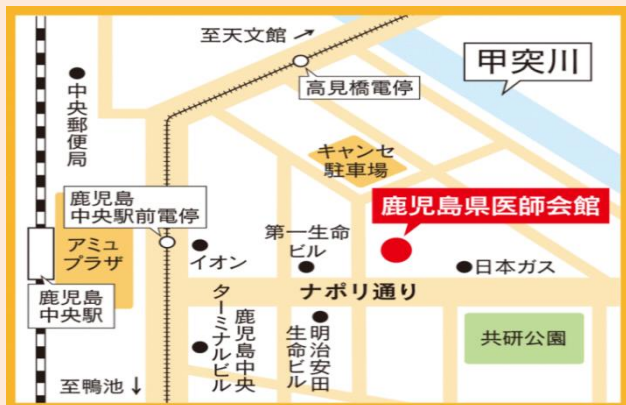 至天文館
甲突川
高見橋電停
中央郵便局
キャンセ
駐車場
鹿児島
中央駅前電停
鹿児島県医師会館
アミュ
プラザ
イオン
第一生命
ビル
日本ガス
鹿児島
中央駅
ナポリ通り
鹿児島中央
ターミナルビル
明治安田
生命ビル
共研公園
至鴨池